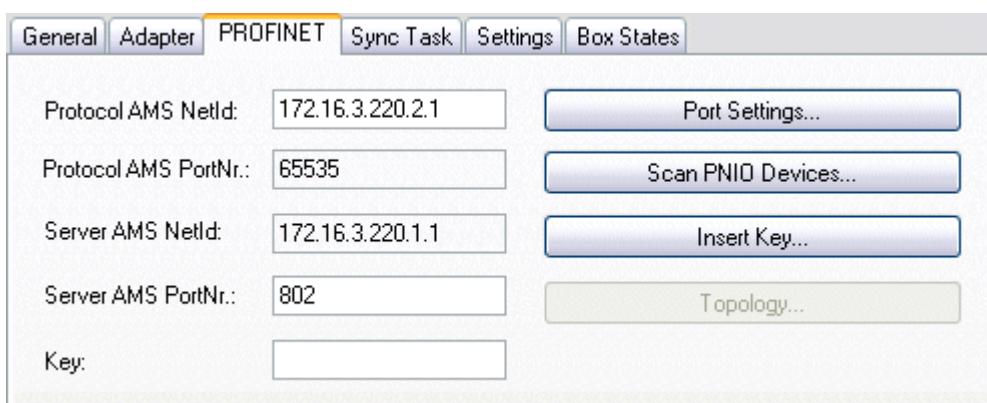 General Adapter PROFINET Sync Task Settings Box States
Protocol AMS NetId: 172.16.3.220.2.1 Port Settings...
Protocol AMS PortNr.: 65535 Scan PNIO Devices...
Server AMS NetId: 172.16.3.220.1.1 Insert Key...
Server AMS PortNr.: 802 Topology...
Key: